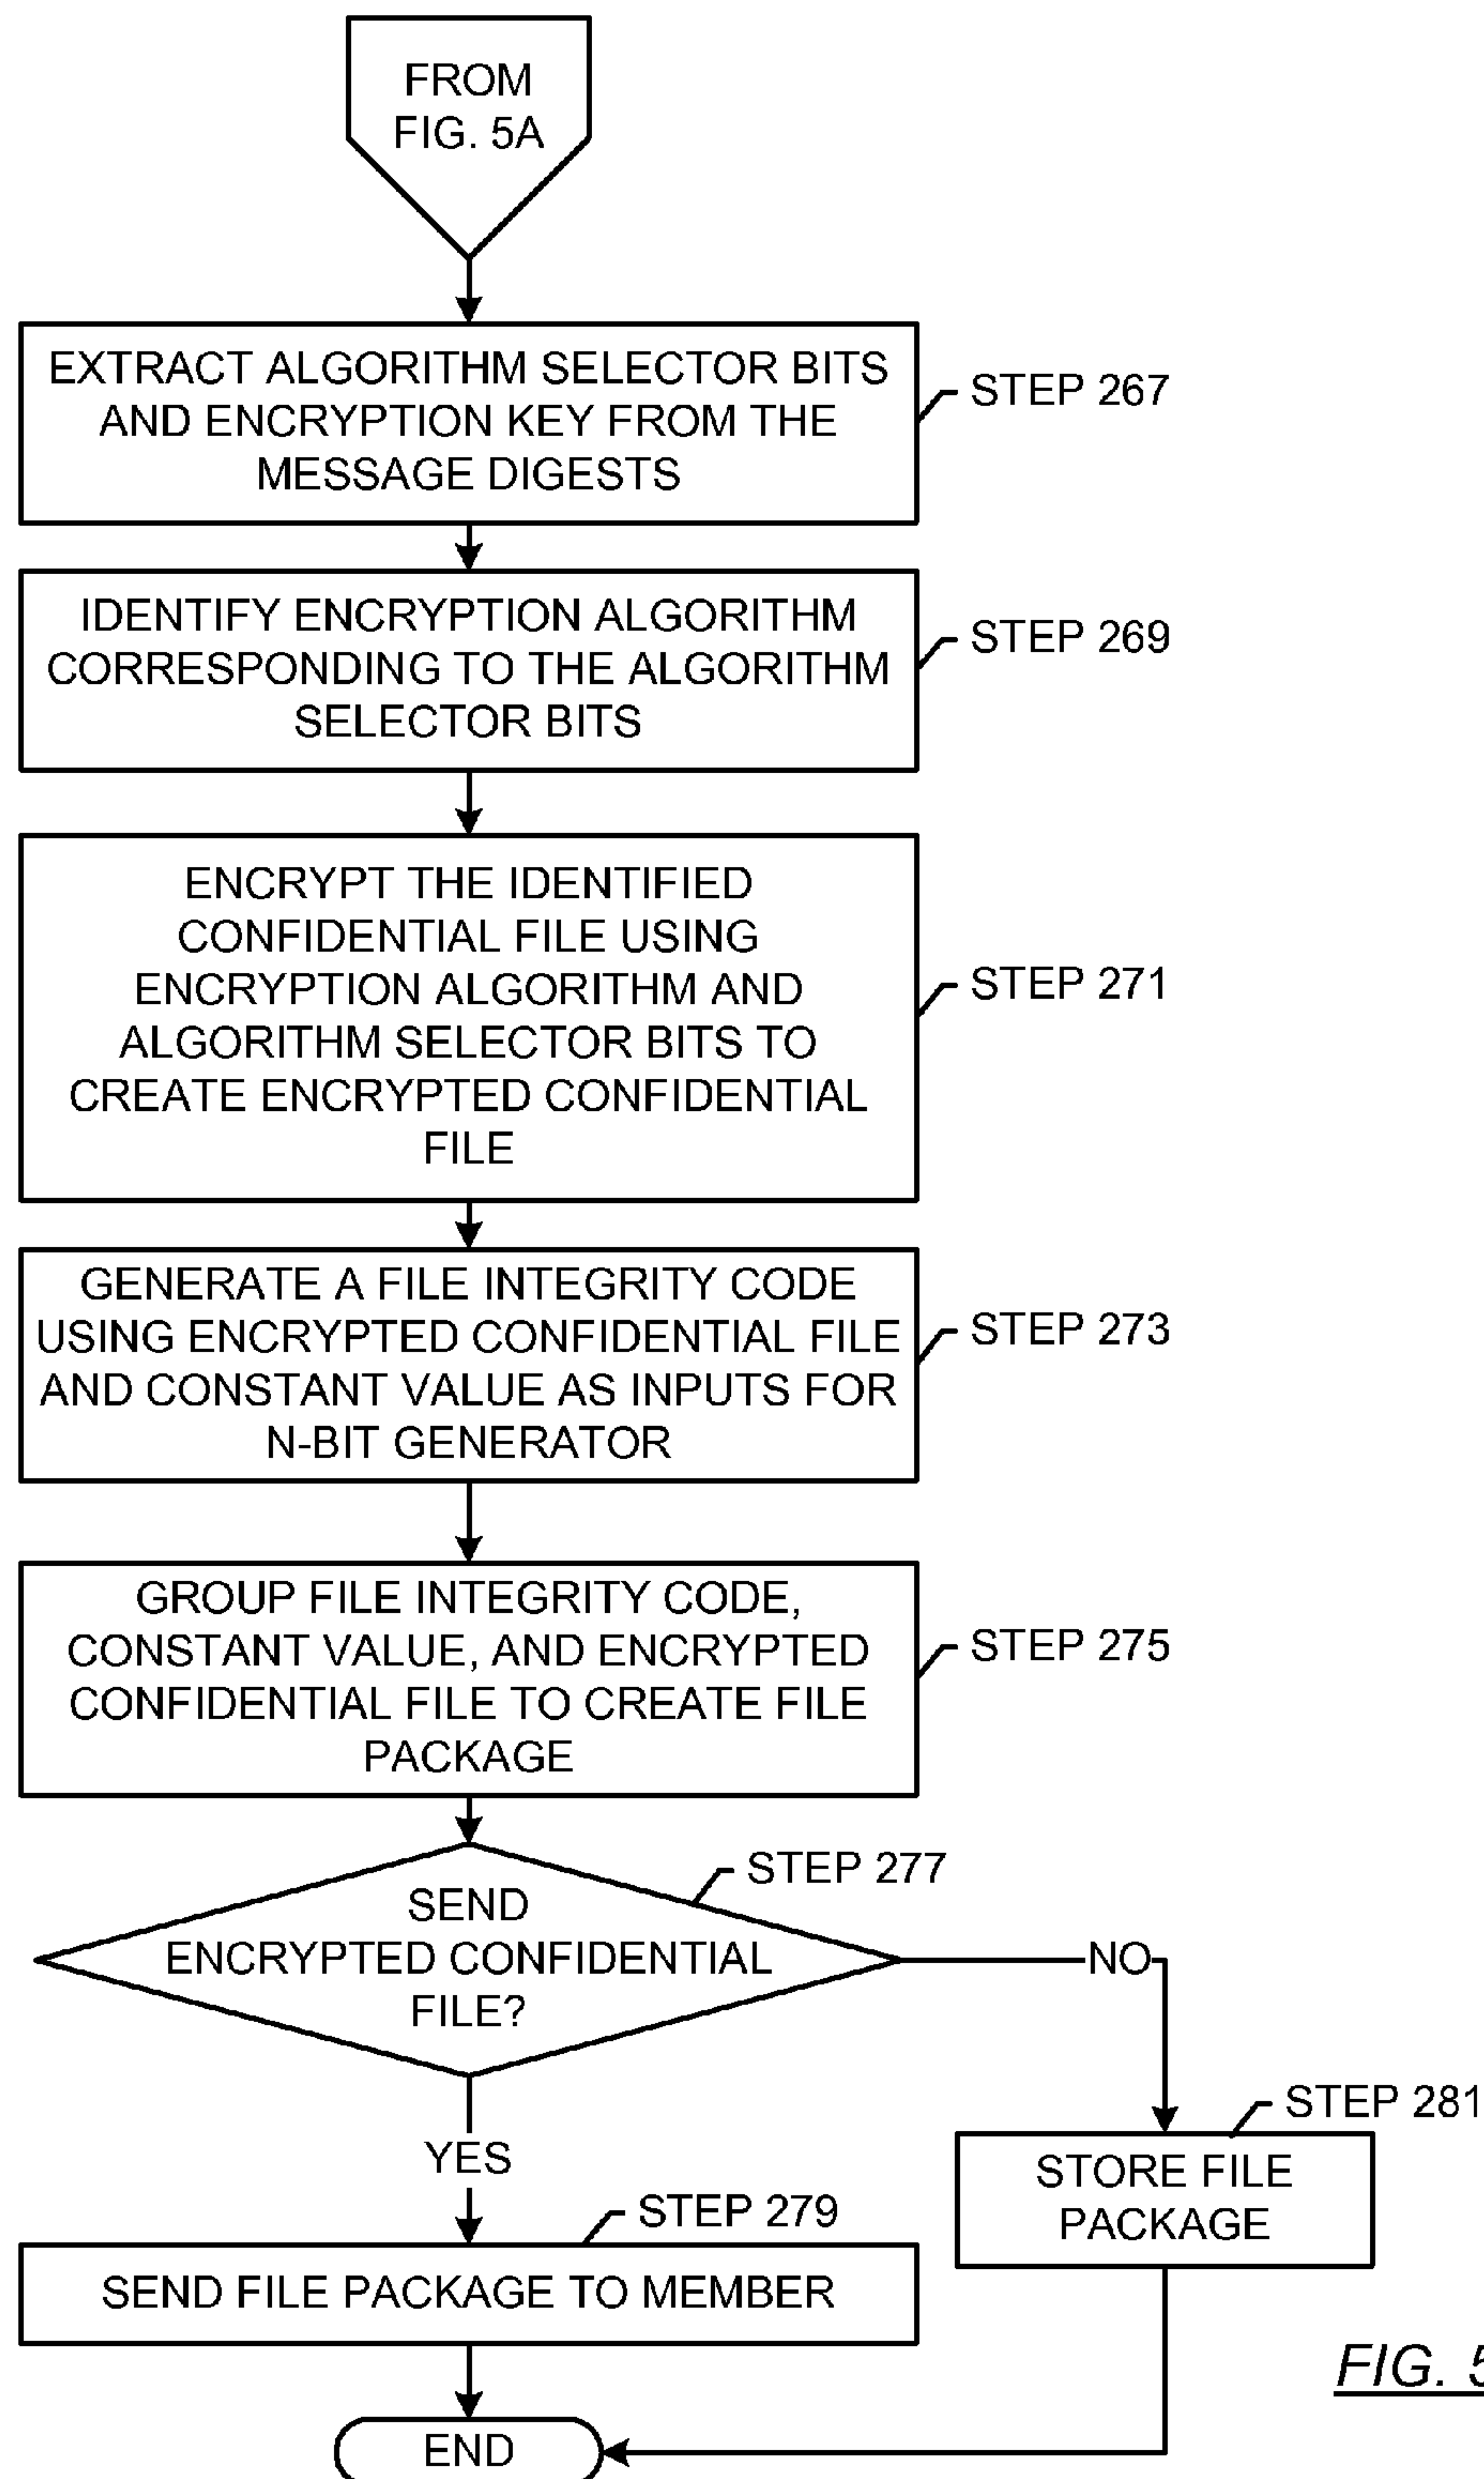 FROM
FIG. 5A
EXTRACT ALGORITHM SELECTOR BITS
AND ENCRYPTION KEY FROM THE
MESSAGE DIGESTS
STEP 267
IDENTIFY ENCRYPTION ALGORITHM
CORRESPONDING TO THE ALGORITHM
SELECTOR BITS
STEP 269
ENCRYPT THE IDENTIFIED
CONFIDENTIAL FILE USING
ENCRYPTION ALGORITHM AND
ALGORITHM SELECTOR BITS TO
CREATE ENCRYPTED CONFIDENTIAL
FILE
STEP 271
GENERATE A FILE INTEGRITY CODE
USING ENCRYPTED CONFIDENTIAL FILE
AND CONSTANT VALUE AS INPUTS FOR
N-BIT GENERATOR
STEP 273
GROUP FILE INTEGRITY CODE,
CONSTANT VALUE, AND ENCRYPTED
CONFIDENTIAL FILE TO CREATE FILE
PACKAGE
STEP 275
STEP 277
SEND
ENCRYPTED CONFIDENTIAL
FILE?
NO
YES
STEP 281
STORE FILE
PACKAGE
STEP 279
SEND FILE PACKAGE TO MEMBER
FIG. 5
END